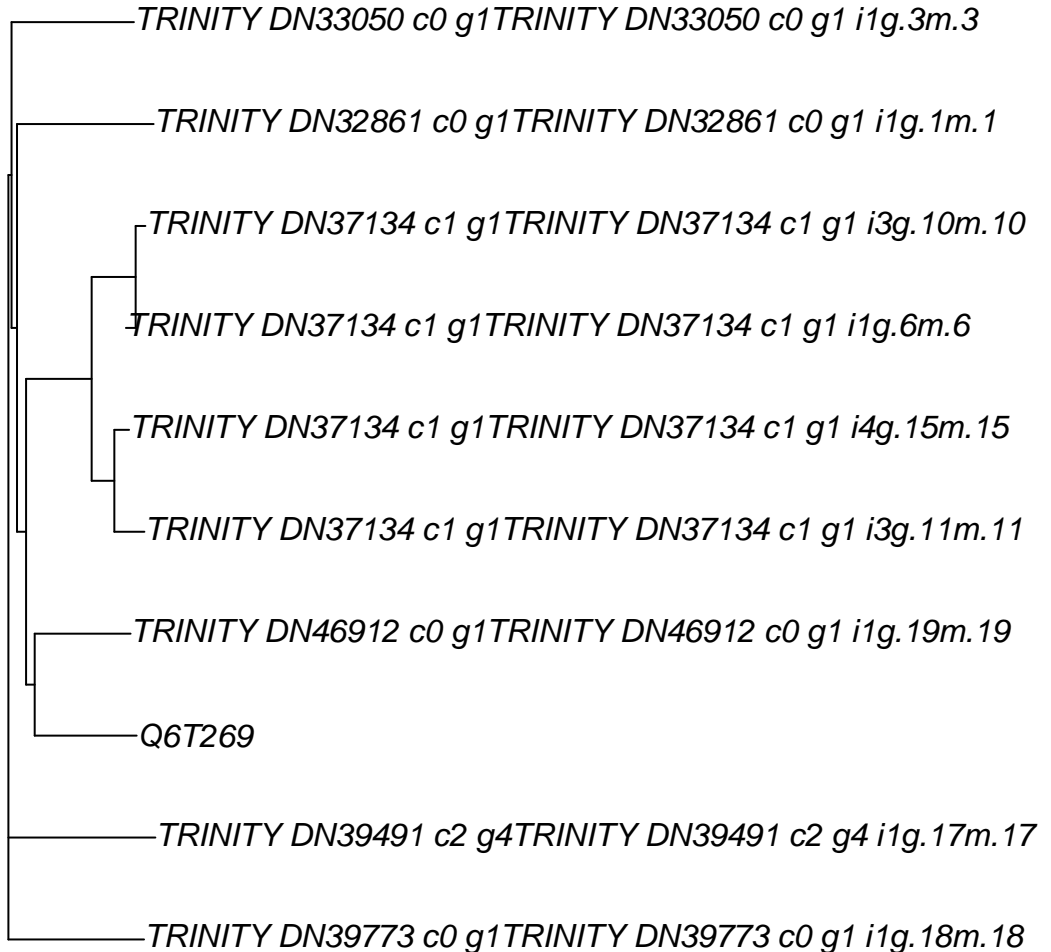 TRINITY DN33050 c0 g1TRINITY DN33050 c0 g1 i1g.3m.3
TRINITY DN32861 c0 g1TRINITY DN32861 c0 g1 i1g.1m.1
TRINITY DN37134 c1 g1TRINITY DN37134 c1 g1 i3g.10m.10
TRINITY DN37134 c1 g1TRINITY DN37134 c1 g1 i1g.6m.6
TRINITY DN37134 c1 g1TRINITY DN37134 c1 g1 i4g.15m.15
TRINITY DN37134 c1 g1TRINITY DN37134 c1 g1 i3g.11m.11
TRINITY DN46912 c0 g1TRINITY DN46912 c0 g1 i1g.19m.19
Q6T269
TRINITY DN39491 c2 g4TRINITY DN39491 c2 g4 i1g.17m.17
TRINITY DN39773 c0 g1TRINITY DN39773 c0 g1 i1g.18m.18